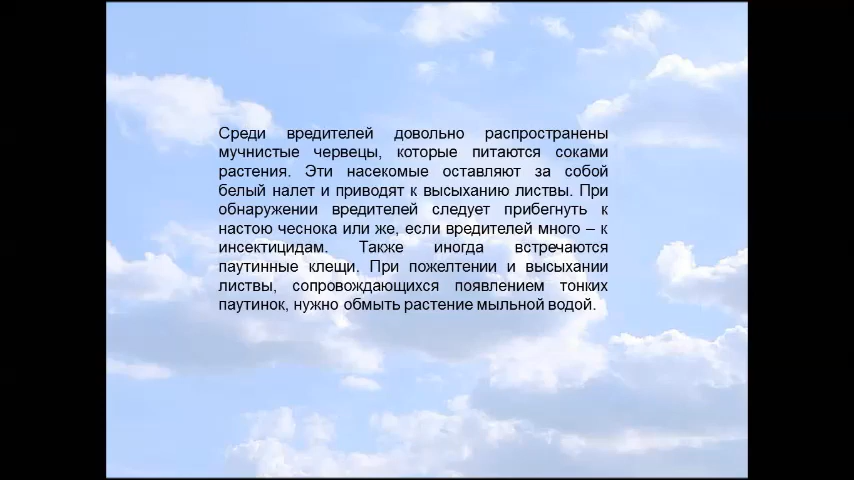 Среди вредителей довольно распространены
мучнистые червецы, которые питаются соками
растения. Эти насекомые оставляют за собой
белый налет и приводят к высыханию листвы. При
обнаружении вредителей следует прибегнуть к
настою чеснока или же, если вредителей много – к
инсектицидам. Также иногда встречаются
паутинные клещи. При пожелтении и высыхании
листвы, сопровождающихся появлением тонких
паутинок, нужно обмыть растение мыльной водой.